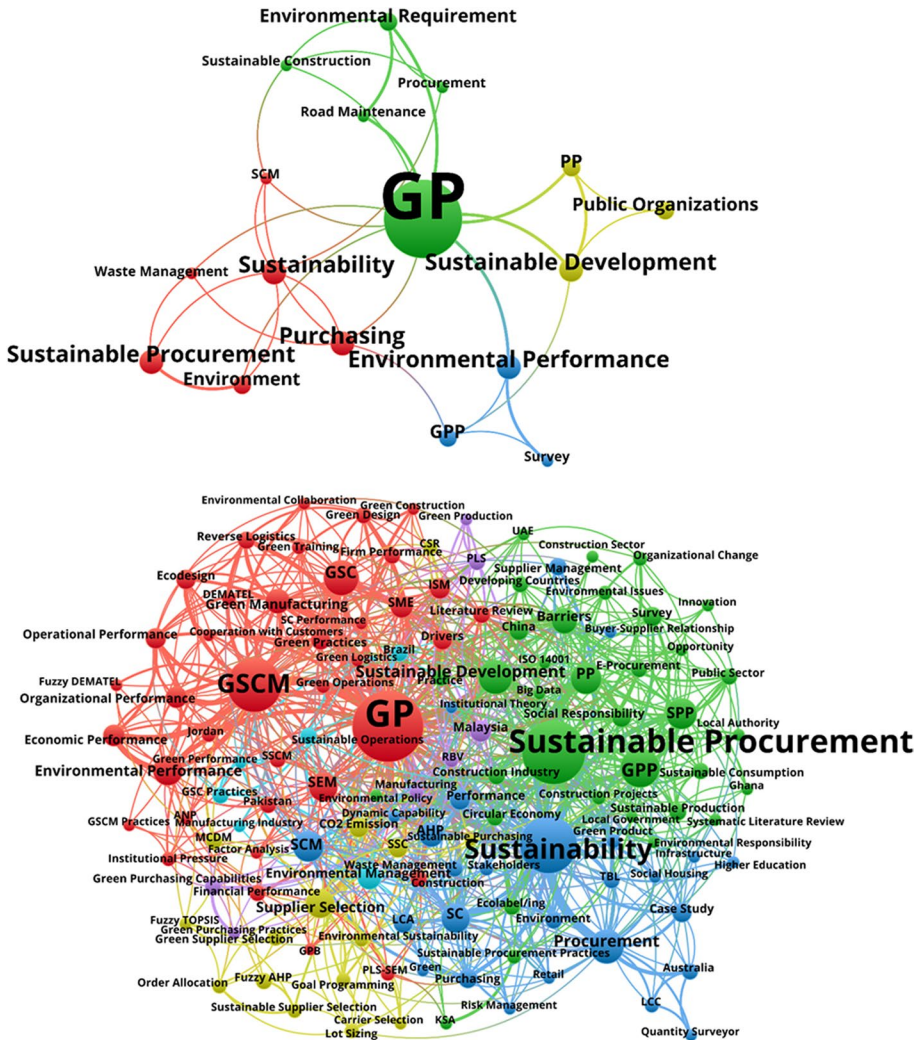 Environmental Requirement
Sustainable Construction
Procurement
Road Maintenance
PP
SCM
GP
Public Organizations
Sustainability
Sustainable Development
Waste Management
Purchasing
Sustainable Procurement
Environmental Performance
Environment
GPP
Survey
Environmental Collaboration
Green Construction
Green Design
Green Production
UAE
Reverse Logistics
Green Training
Firm Performance
CSR
Construction Sector
Organizational Change
PLS
Supplier Management
Ecodesign
GSC
ISM
Developing Countries
Environmental Issues
DEMATEL
Green Manufacturing
SME
Literature Review
Barriers
Survey
Innovation
SC Performance
China
Buyer-Supplier Relationship
Operational Performance
Cooperation with Customers
Green Practices
Drivers
Opportunity
Brazil
Green Logistics
ISO 14001
E-Procurement
Sustainable Development
PP
Public Sector
Fuzzy DEMATEL
GSCM
Green Operations
Practice
Big Data
Organizational Performance
Institutional Theory
GP
Social Responsibility
SPP
Local Authority
Jordan
Malaysia
Economic Performance
Sustainable Operations
Sustainable Procurement
Green Performance
SSCM
RBV
Environmental Performance
Construction Industry
GPP
Sustainable Consumption
SEM
Manufacturing
Ghana
GSC Practices
Pakistan
Environmental Policy
Performance
Construction Projects
Sustainable Production
ANP
Dynamic Capability
Circular Economy
Local Government
Systematic Literature Review
GSCM Practices
Manufacturing Industry
CO2 Emission
AHP
Green Product
MCDM
Sustainable Purchasing
Factor Analysis
SCM
SSC
Sustainability
Environmental Responsibility
Infrastructure
Institutional Pressure
Waste Management
Stakeholders
Higher Education
Environmental Management
TBL
Social Housing
Green Purchasing Capabilities
Construction
Financial Performance
Supplier Selection
Ecolabel/ing
Case Study
Fuzzy TOPSIS
LCA
SC
Environment
Green Purchasing Practices
Green Supplier Selection
Environmental Sustainability
Procurement
GPB
Sustainable Procurement Practices
PLS-SEM
Green
Australia
Order Allocation
Fuzzy AHP
Goal Programming
Purchasing
Retail
Sustainable Supplier Selection
Risk Management
LCC
Carrier Selection
KSA
Lot Sizing
Quantity Surveyor